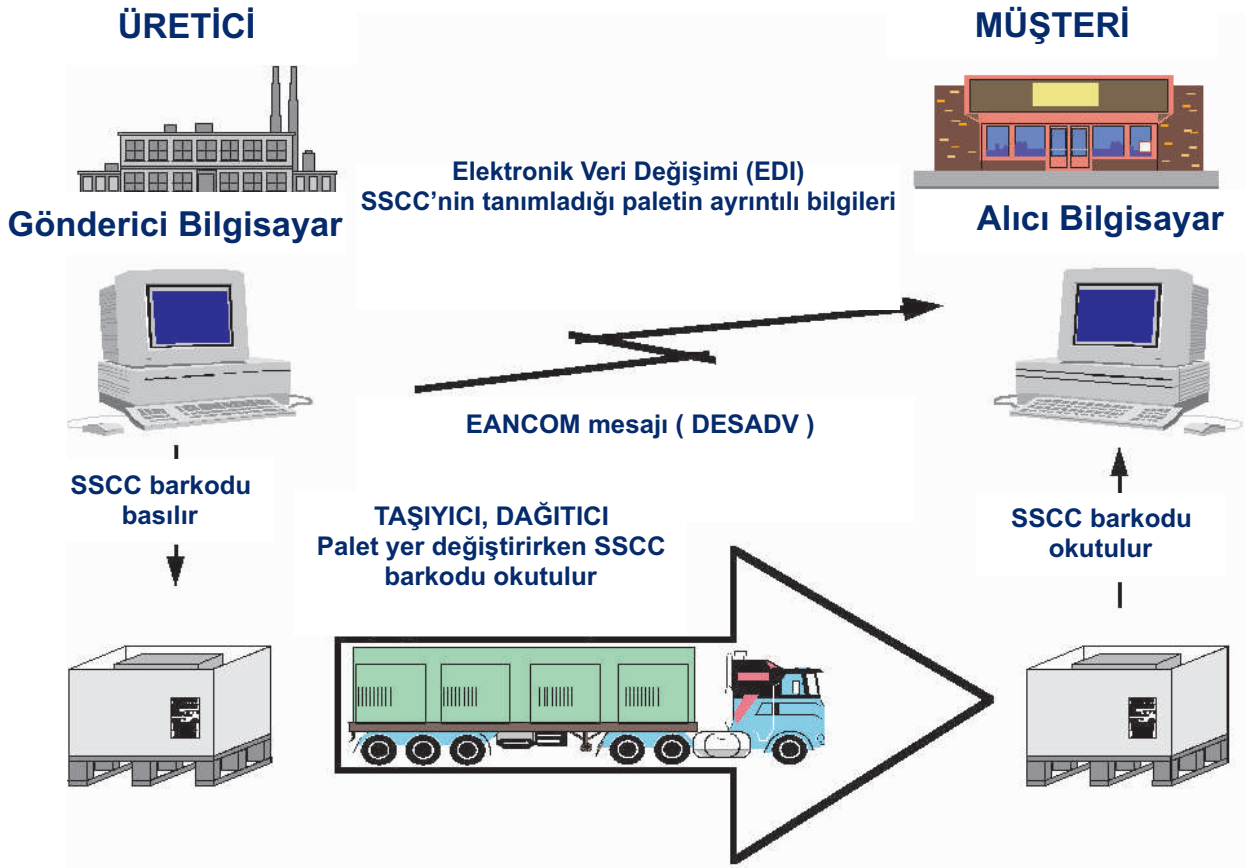 ÜRETİCİ
MÜŞTERİ
Elektronik Veri Değişimi (EDI)
SSCC’nin tanımladığı paletin ayrıntılı bilgileri
Gönderici Bilgisayar
Alıcı Bilgisayar
EANCOM mesajı ( DESADV )
SSCC barkodu
basılır
TAŞIYICI, DAĞITICI
Palet yer değiştirirken SSCC
barkodu okutulur
SSCC barkodu
okutulur